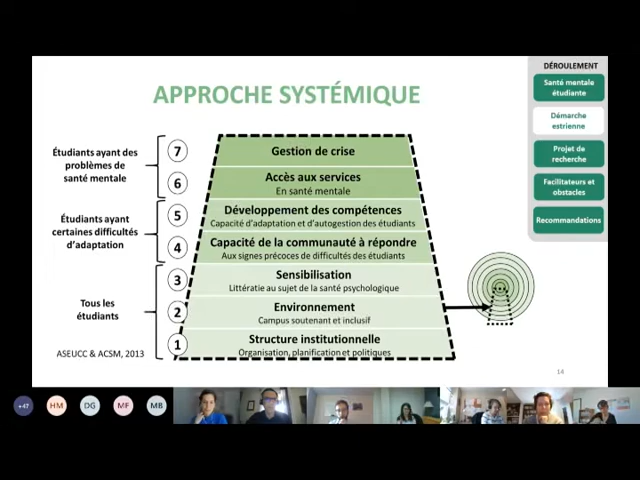 APPROCHE SYSTÉMIQUE
DÉROULEMENT
Santé mentale
étudiante
Démarche
estrienne
Projet de
recherche
Facilitateurs et
obstacles
Recommandations
Étudiants ayant des
problèmes de
santé mentale
Étudiants ayant
certaines difficultés
d'adaptation
Tous les
étudiants
7
Gestion de crise
6
Accès aux services
En santé mentale
5
Développement des compétences
Capacité d'adaptation et d'autogestion des étudiants
4
Capacité de la communauté à répondre
Aux signes précoces de difficultés des étudiants
3
Sensibilisation
Littératie au sujet de la santé psychologique
2
Environnement
Campus soutenant et inclusif
1
Structure institutionnelle
Organisation, planification et politiques
ASEUCC & ACSM, 2013
14
+47
HM
DG
MF
MB